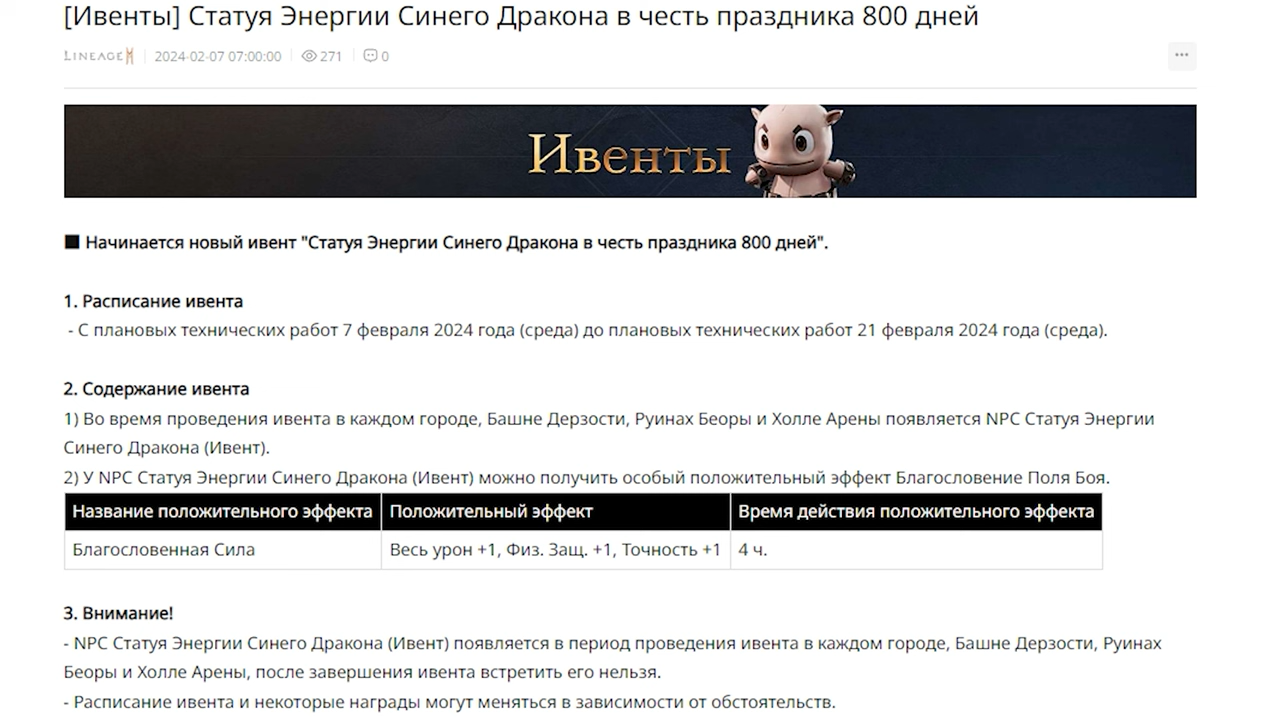 [Ивенты] Статуя Энергии Синего Дракона в честь праздника 800 дней
LINEAGE M 2024-02-07 07:00:00 271 0
Ивенты
■ Начинается новый ивент "Статуя Энергии Синего Дракона в честь праздника 800 дней".
1. Расписание ивента
- С плановых технических работ 7 февраля 2024 года (среда) до плановых технических работ 21 февраля 2024 года (среда).
2. Содержание ивента
1) Во время проведения ивента в каждом городе, Башне Дерзости, Руинах Беоры и Холле Арены появляется NPC Статуя Энергии
Синего Дракона (Ивент).
2) У NPC Статуя Энергии Синего Дракона (Ивент) можно получить особый положительный эффект Благословение Поля Боя.
Название положительного эффекта Положительный эффект Время действия положительного эффекта
Благословенная Сила Весь урон +1, Физ. Защ. +1, Точность +1 4 ч.
3. Внимание!
- NPC Статуя Энергии Синего Дракона (Ивент) появляется в период проведения ивента в каждом городе, Башне Дерзости, Руинах
Беоры и Холле Арены, после завершения ивента встретить его нельзя.
- Расписание ивента и некоторые награды могут меняться в зависимости от обстоятельств.